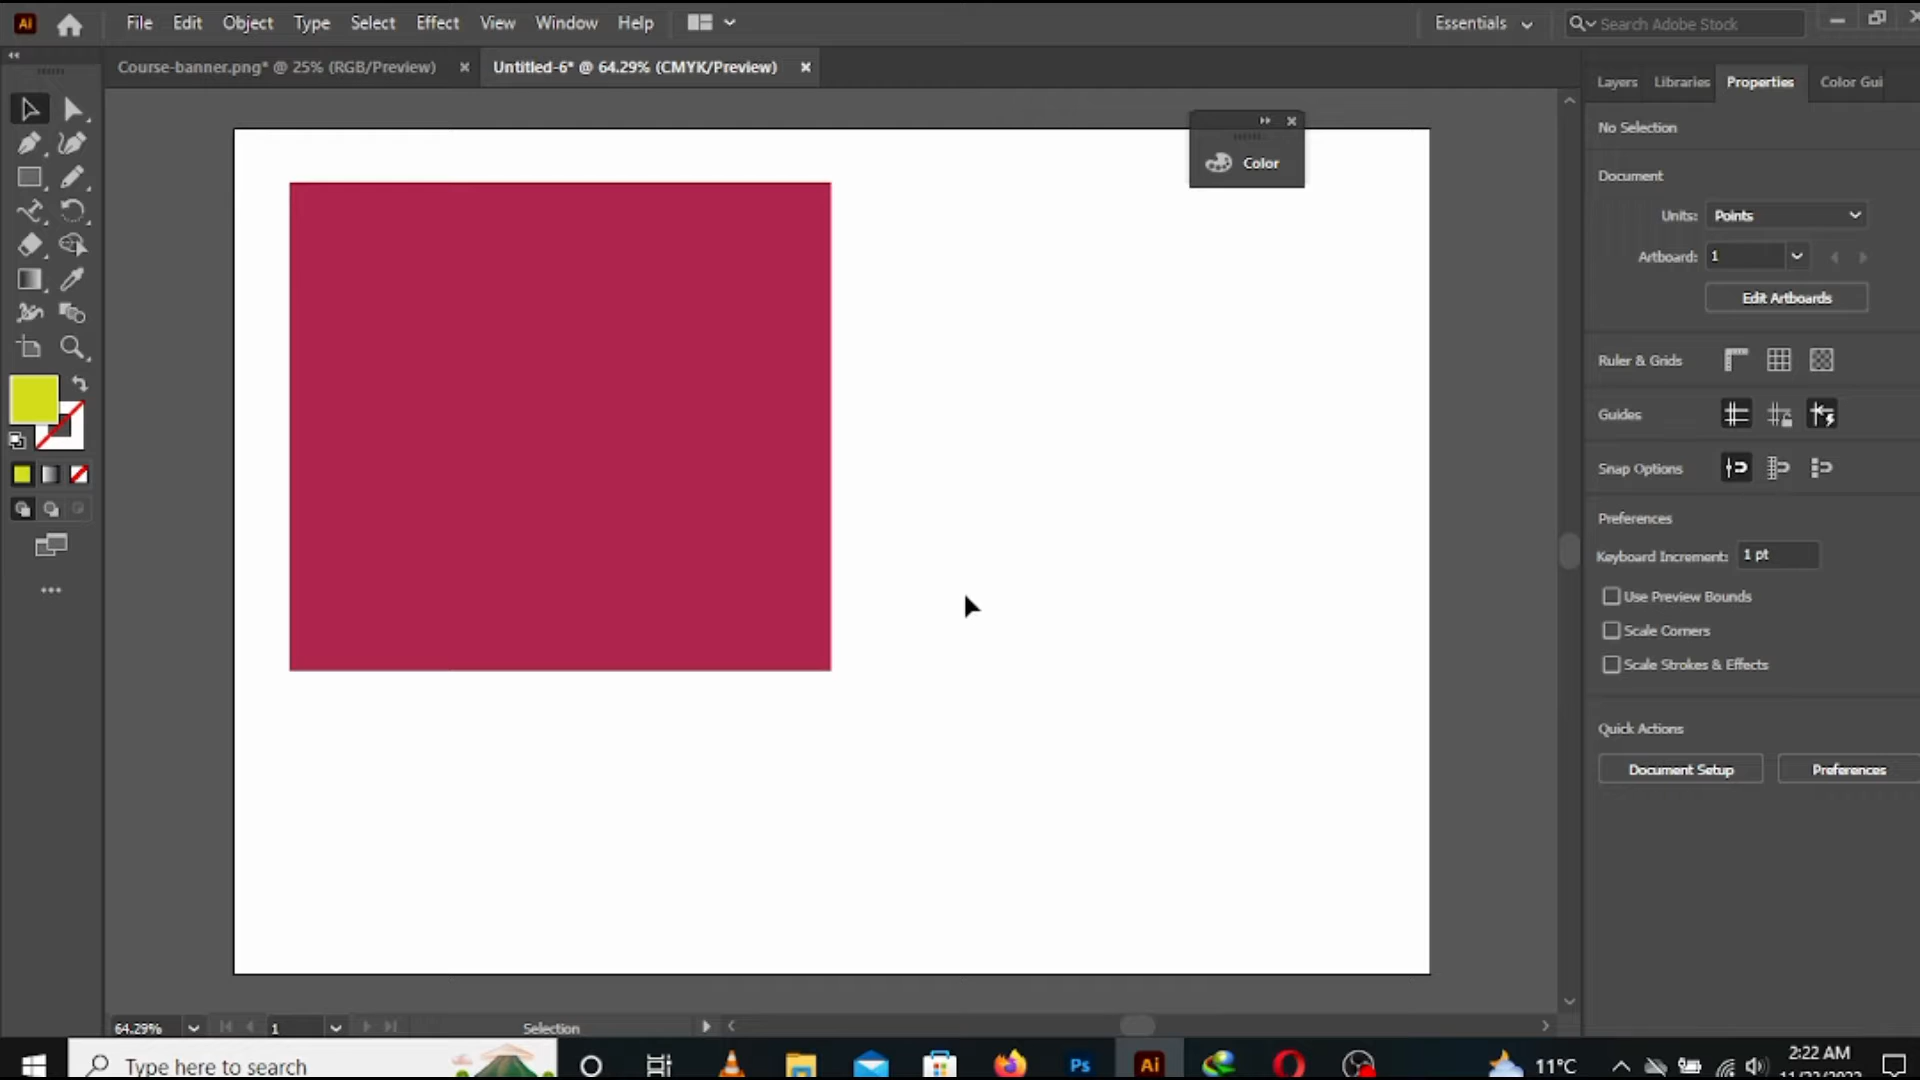 Ai File Edit Object Type Select Effect View Window Help Essentials Search Adobe Stock
Course-banner.png* @ 25% (RGB/Preview) Untitled-6* @ 64.29% (CMYK/Preview)
Layers Libraries Properties Color Gui
Color
No Selection
Document
Units: Points
Artboard: 1
Edit Artboards
Ruler & Grids
Guides
Snap Options
Preferences
Keyboard Increment: 1 pt
Use Preview Bounds
Scale Corners
Scale Strokes & Effects
Quick Actions
Document Setup Preferences
64.29% 1 Selection
Type here to search Ps Ai 11°C 2:22 AM